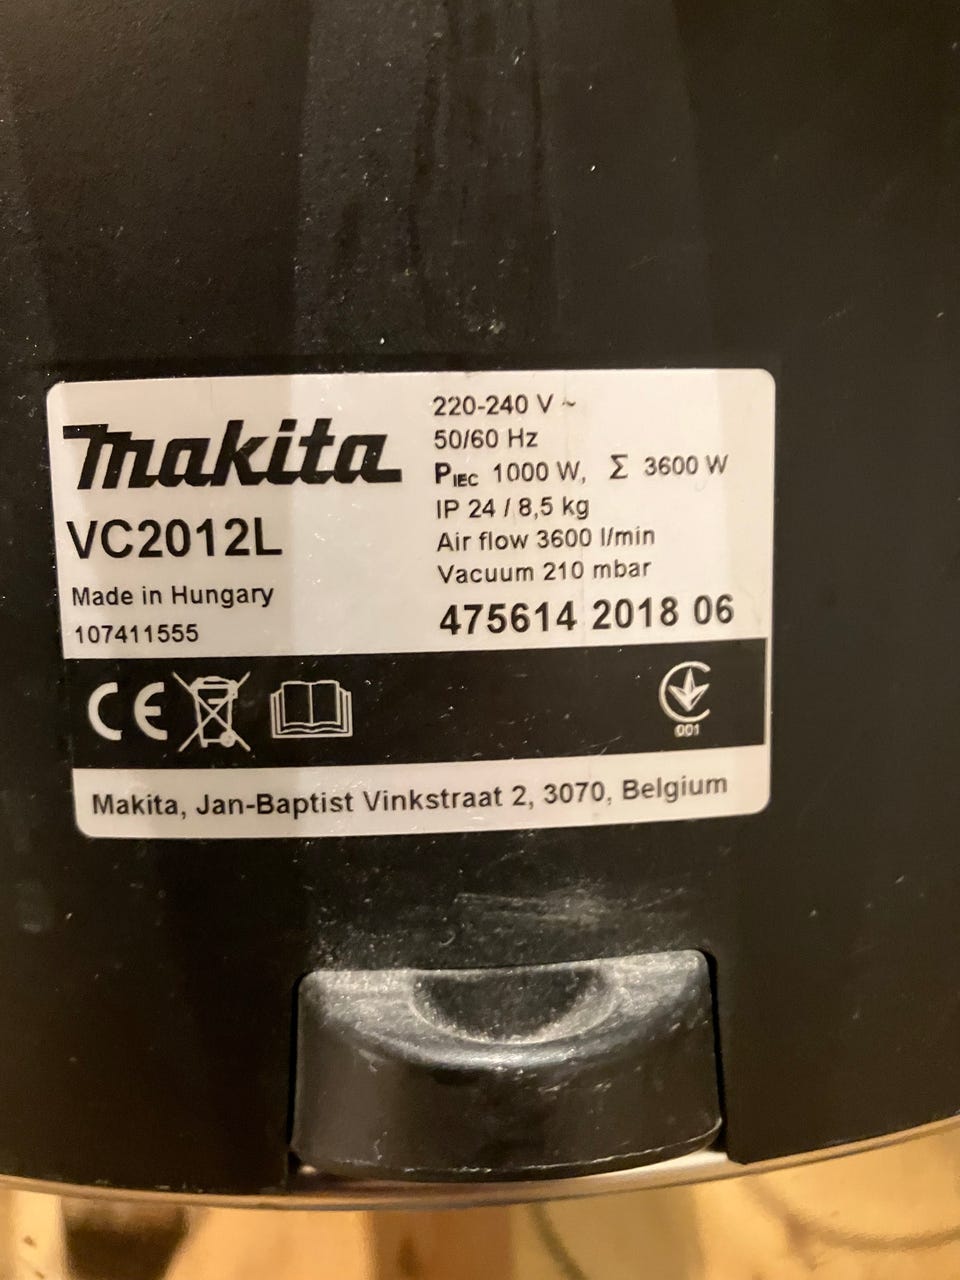 makita
VC2012L
Made in Hungary
107411555
220-240 V ~
50/60 Hz
PIEC 1000 W, Σ 3600 W
IP 24 / 8,5 kg
Air flow 3600 l/min
Vacuum 210 mbar
475614 2018 06
CE
001
Makita, Jan-Baptist Vinkstraat 2, 3070, Belgium